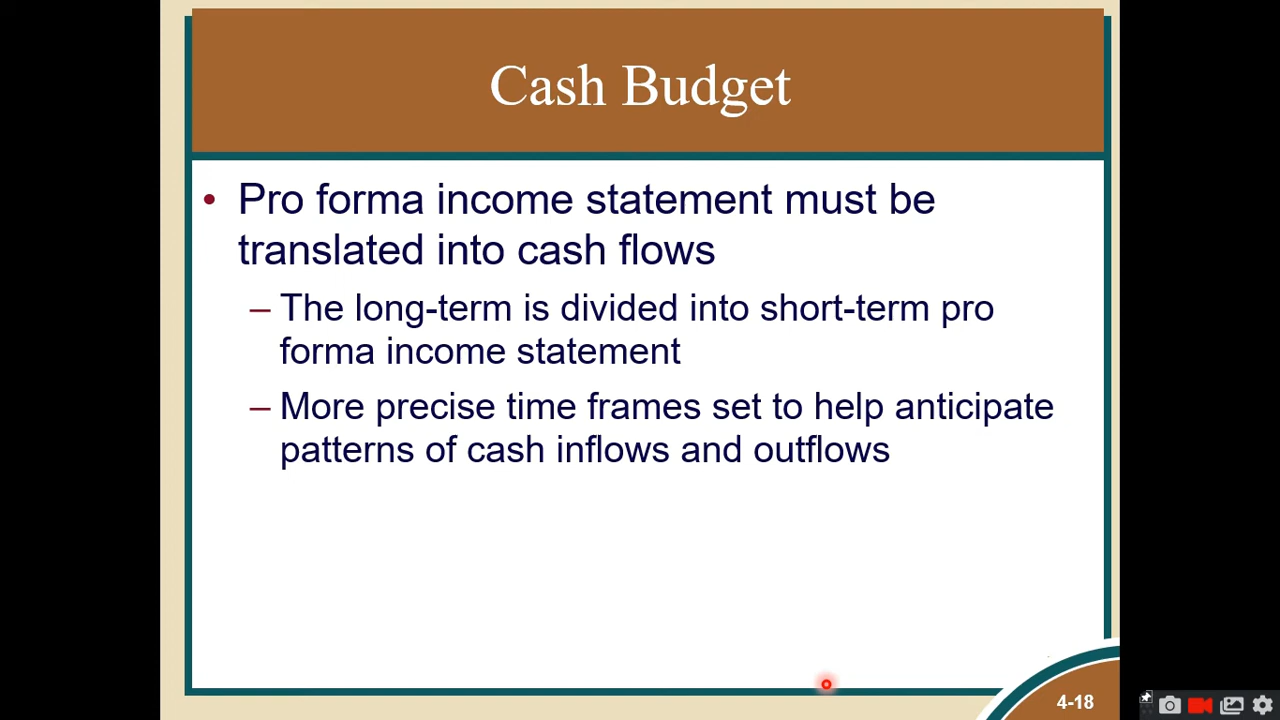 Cash Budget
• Pro forma income statement must be
translated into cash flows
– The long-term is divided into short-term pro
forma income statement
– More precise time frames set to help anticipate
patterns of cash inflows and outflows
4-18